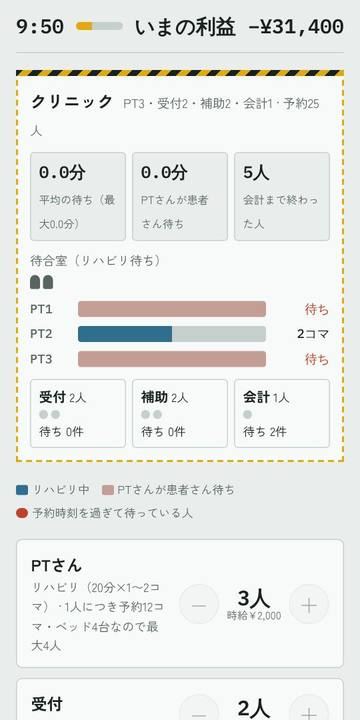 9:50 いまの利益 −¥31,400
クリニック PT3・受付2・補助2・会計1・予約25
人
0.0分 0.0分 5人
平均の待ち（最 PTさんが患者 会計まで終わっ
大0.0分） さん待ち た人
待合室（リハビリ待ち）
PT1 待ち
PT2 2コマ
PT3 待ち
受付 2人 補助 2人 会計 1人
待ち 0件 待ち 0件 待ち 2件
リハビリ中 PTさんが患者さん待ち
予約時刻を過ぎて待っている人
PTさん
リハビリ（20分×1〜2コ
マ）・1人につき予約12コ
マ・ベッド4台なので最
大4人
− 3人 +
時給¥2,000
受付
− 2人 +